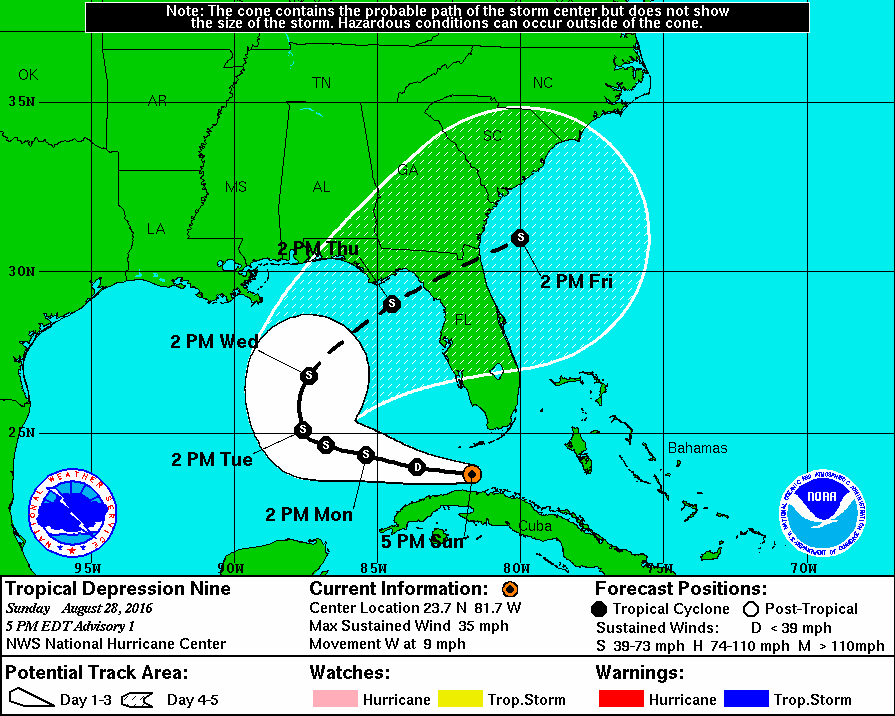 Note: The cone contains the probable path of the storm center but does not show
the size of the storm. Hazardous conditions can occur outside of the cone.
OK
TN
NC
AR
35N
SC
GA
MS
AL
LA
2 PM Thu
30N
2 PM Fri
FL
2 PM Wed
25N
Bahamas
2 PM Tue
2 PM Mon
Cuba
5 PM Sun
NATIONAL WEATHER SERVICE
NOAA
95W
90W
85W
80W
75W
70W
S
S
S
S
S
S
D
Tropical Depression Nine
Sunday August 28, 2016
5 PM EDT Advisory 1
NWS National Hurricane Center
Current Information:
Center Location 23.7 N 81.7 W
Max Sustained Wind 35 mph
Movement W at 9 mph
Forecast Positions:
Tropical Cyclone Post-Tropical
Sustained Winds: D < 39 mph
S 39-73 mph H 74-110 mph M > 110mph
Potential Track Area:
Day 1-3 Day 4-5
Watches:
Hurricane Trop.Storm
Warnings:
Hurricane Trop.Storm